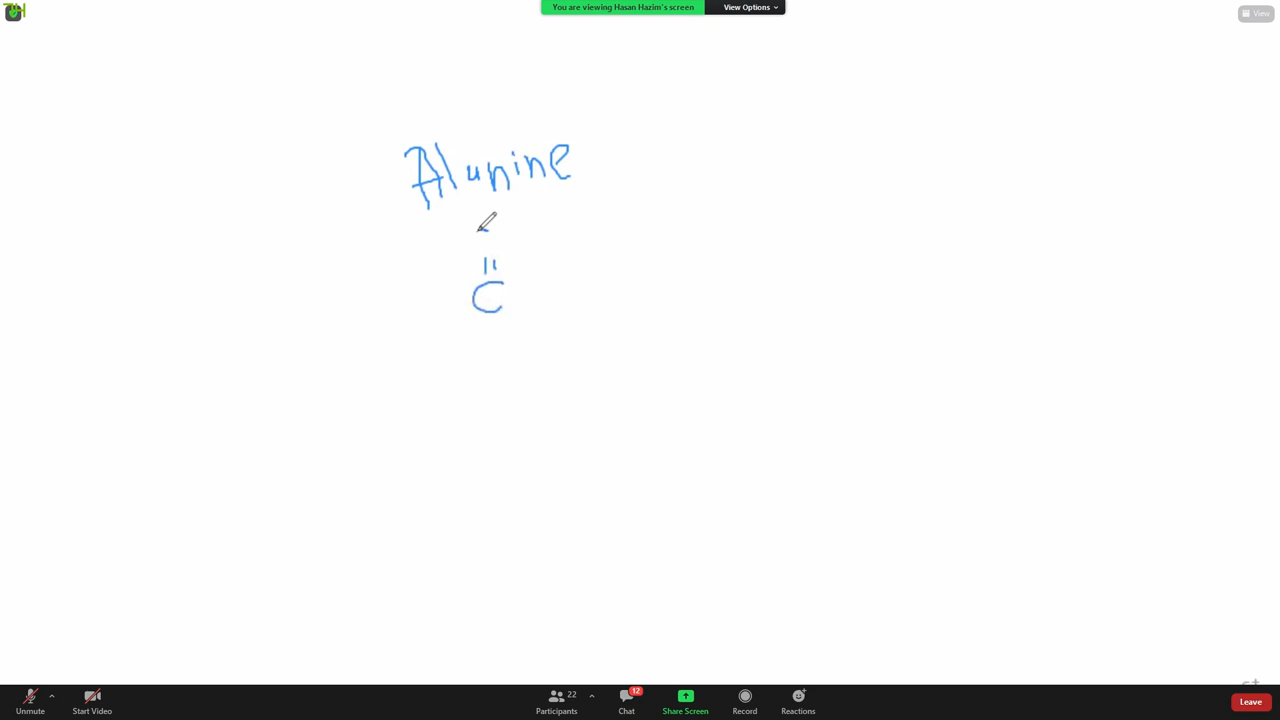 You are viewing Hasan Hazim's screen View Options
View
Alanine
C
Unmute Start Video Participants 22 Chat 12 Share Screen Record Reactions Leave